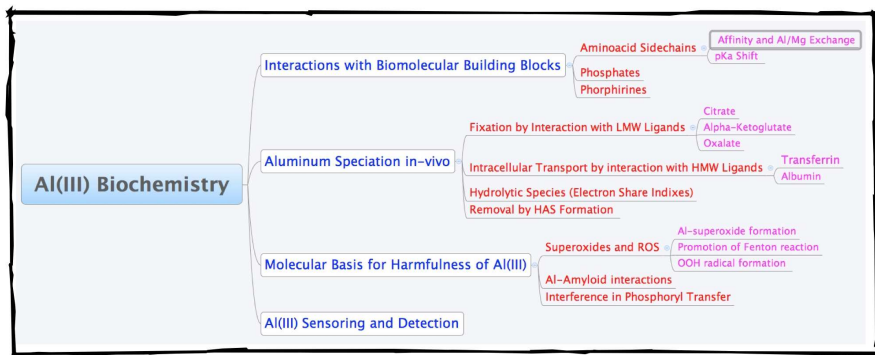 Al(III) Biochemistry
Interactions with Biomolecular Building Blocks
Aminoacid Sidechains
Affinity and Al/Mg Exchange
pKa Shift
Phosphates
Phorphirines
Aluminum Speciation in-vivo
Fixation by Interaction with LMW Ligands
Citrate
Alpha-Ketoglutate
Oxalate
Intracellular Transport by interaction with HMW Ligands
Transferrin
Albumin
Hydrolytic Species (Electron Share Indixes)
Removal by HAS Formation
Molecular Basis for Harmfulness of Al(III)
Superoxides and ROS
Al-superoxide formation
Promotion of Fenton reaction
OOH radical formation
Al-Amyloid interactions
Interference in Phosphoryl Transfer
Al(III) Sensoring and Detection